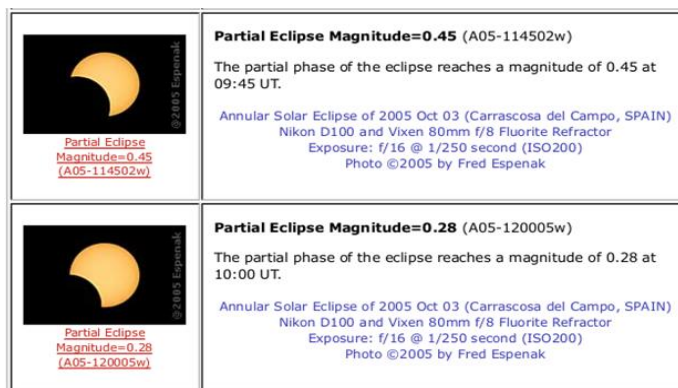 ©2005 Espenak
Partial Eclipse
Magnitude=0.45
(A05-114502w)
Partial Eclipse Magnitude=0.45 (A05-114502w)
The partial phase of the eclipse reaches a magnitude of 0.45 at
09:45 UT.
Annular Solar Eclipse of 2005 Oct 03 (Carrascosa del Campo, SPAIN)
Nikon D100 and Vixen 80mm f/8 Fluorite Refractor
Exposure: f/16 @ 1/250 second (ISO200)
Photo ©2005 by Fred Espenak
©2005 Espenak
Partial Eclipse
Magnitude=0.28
(A05-120005w)
Partial Eclipse Magnitude=0.28 (A05-120005w)
The partial phase of the eclipse reaches a magnitude of 0.28 at
10:00 UT.
Annular Solar Eclipse of 2005 Oct 03 (Carrascosa del Campo, SPAIN)
Nikon D100 and Vixen 80mm f/8 Fluorite Refractor
Exposure: f/16 @ 1/250 second (ISO200)
Photo ©2005 by Fred Espenak